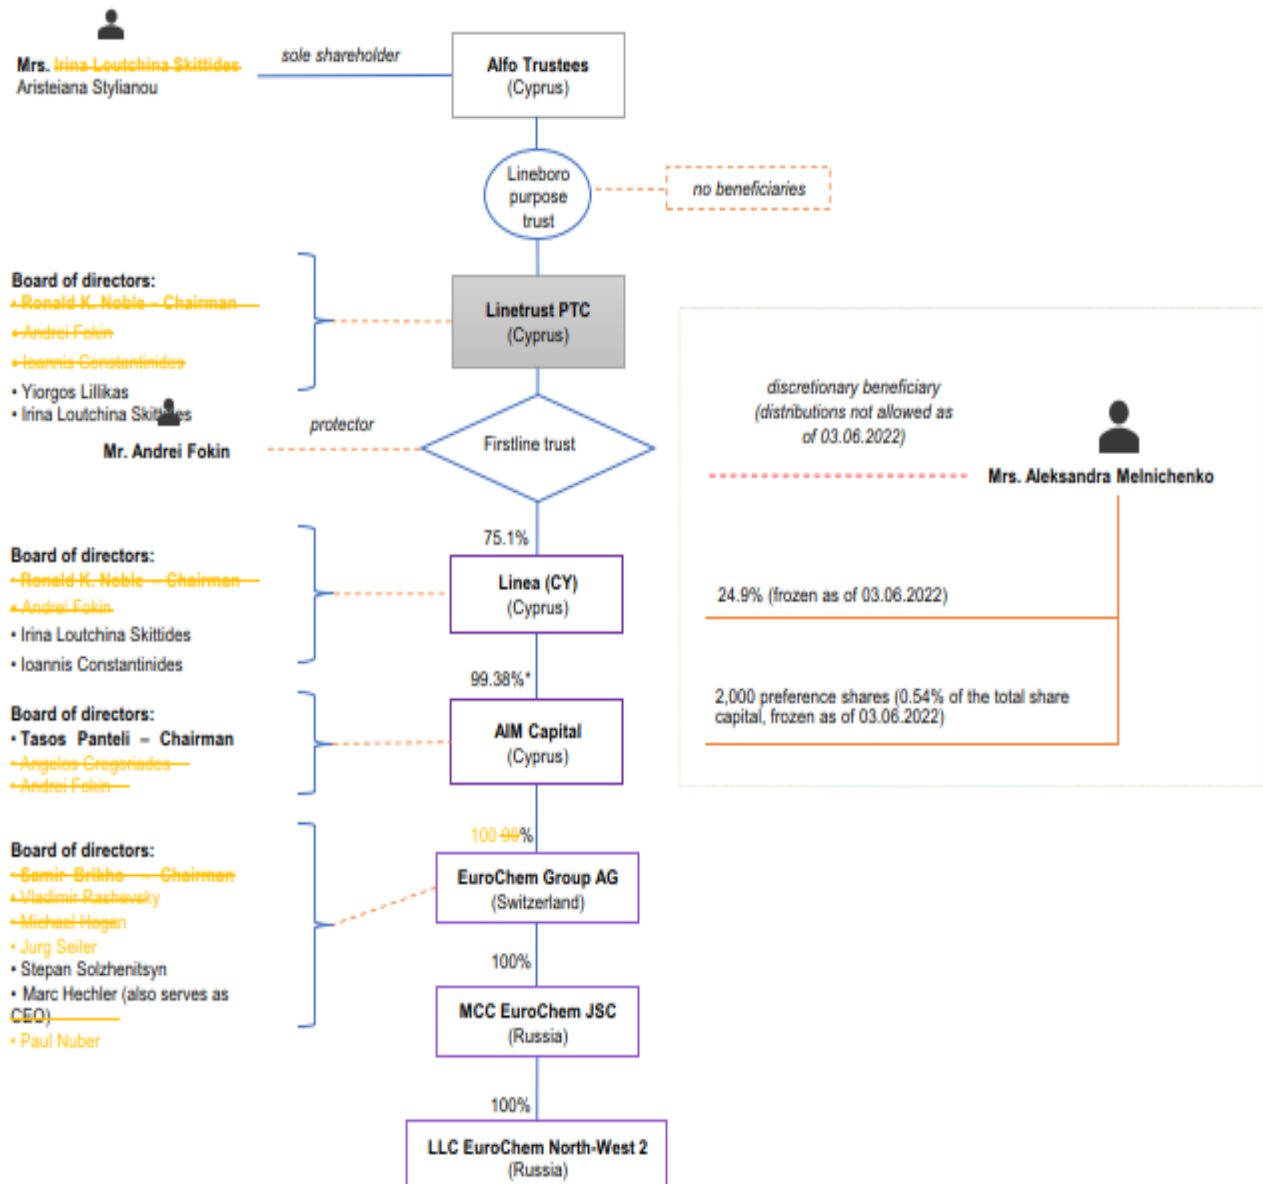 Mrs. Irina Loutchina Skittides
Aristeiana Stylianou
sole shareholder
Alfo Trustees
(Cyprus)
Lineboro
purpose
trust
no beneficiaries
Board of directors:
• Ronald K. Noble – Chairman
• Andrei Fokin
• Ioannis Constantinides
• Yiorgos Lillikas
• Irina Loutchina Skittides
Linetrust PTC
(Cyprus)
Mr. Andrei Fokin
protector
Firstline trust
discretionary beneficiary
(distributions not allowed as
of 03.06.2022)
Mrs. Aleksandra Melnichenko
75.1%
Board of directors:
• Ronald K. Noble – Chairman
• Andrei Fokin
• Irina Loutchina Skittides
• Ioannis Constantinides
Linea (CY)
(Cyprus)
24.9% (frozen as of 03.06.2022)
99.38%*
2,000 preference shares (0.54% of the total share
capital, frozen as of 03.06.2022)
Board of directors:
• Tasos Panteli – Chairman
• Angelos Gregoriades
• Andrei Fokin
AIM Capital
(Cyprus)
100 90%
Board of directors:
• Samir Brikho – Chairman
• Vladimir Rashevsky
• Michael Hogan
• Jurg Seiler
• Stepan Solzhenitsyn
• Marc Hechler (also serves as
CEO)
• Paul Nuber
EuroChem Group AG
(Switzerland)
100%
MCC EuroChem JSC
(Russia)
100%
LLC EuroChem North-West 2
(Russia)